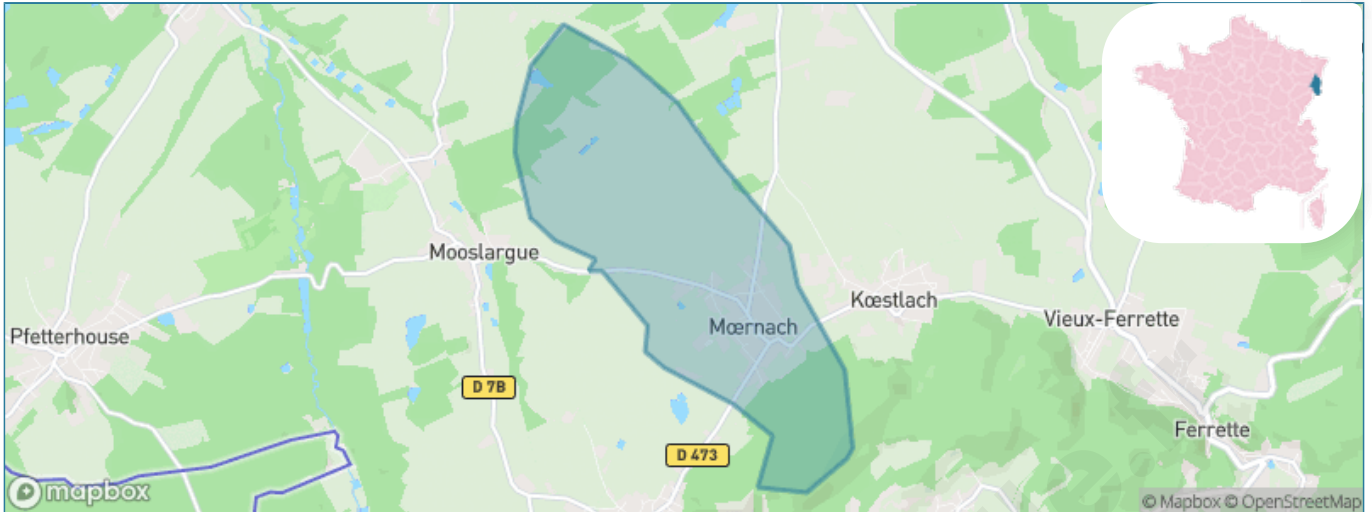 Mooslargue
Kœstlach
Pfetterhouse
Mœrnach
Vieux-Ferrette
D 7B
Ferrette
D 473
mapbox
© Mapbox © OpenStreetMap